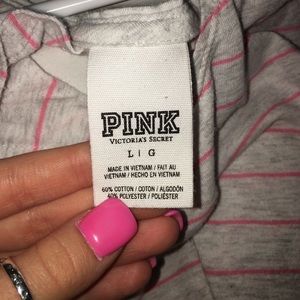 PINK
VICTORIA'S SECRET
L | G
MADE IN VIETNAM / FAIT AU
VIETNAM / HECHO EN VIETNAM
60% COTTON / COTON / ALGODÓN
40% POLYESTER / POLIÉSTER